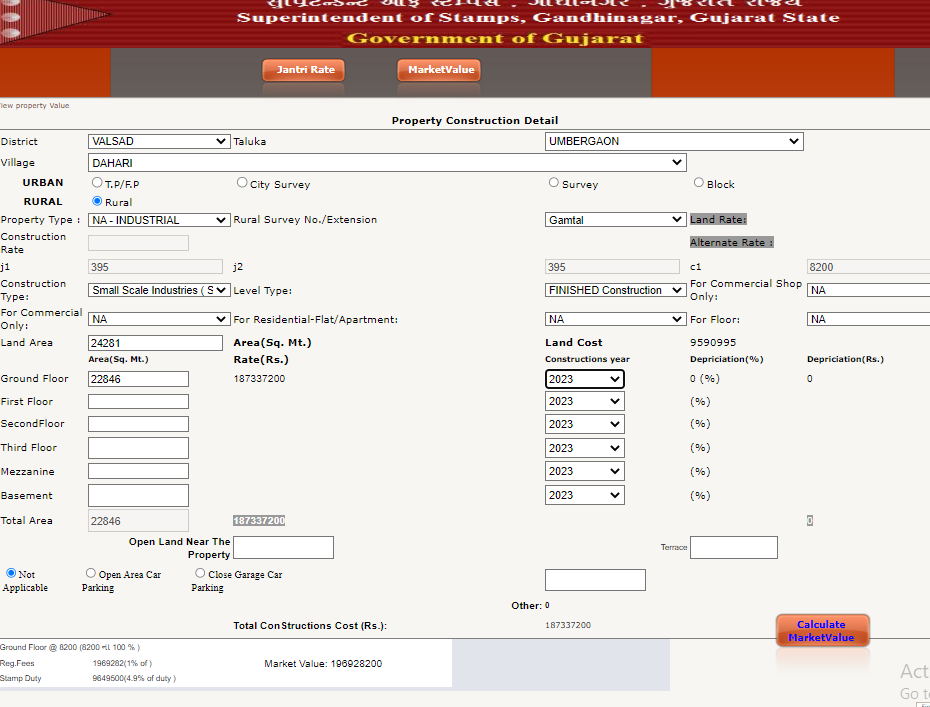 સુપ્રિટેન્ડેન્ટ ઓફ સ્ટેમ્પસ , ગાંધીનગર , ગુજરાત રાજ્ય
Superintendent of Stamps, Gandhinagar, Gujarat State
Government of Gujarat
Jantri Rate MarketValue
iew property Value
Property Construction Detail
District VALSAD Taluka UMBERGAON
Village DAHARI
URBAN T.P/F.P City Survey Survey Block
RURAL Rural
Property Type : NA - INDUSTRIAL Rural Survey No./Extension Gamtal Land Rate:
Construction Rate Alternate Rate :
j1 395 j2 395 c1 8200
Construction Type: Small Scale Industries ( S Level Type: FINISHED Construction For Commercial Shop Only: NA
For Commercial Only: NA For Residential-Flat/Apartment: NA For Floor: NA
Land Area 24281 Area(Sq. Mt.) Land Cost 9590995
Area(Sq. Mt.) Rate(Rs.) Constructions year Depriciation(%) Depriciation(Rs.)
Ground Floor 22846 187337200 2023 0 (%) 0
First Floor 2023 (%)
SecondFloor 2023 (%)
Third Floor 2023 (%)
Mezzanine 2023 (%)
Basement 2023 (%)
Total Area 22846 187337200 0
Open Land Near The Property Terrace
Not Applicable Open Area Car Parking Close Garage Car Parking
Other: 0
Total ConStructions Cost (Rs.): 187337200 Calculate MarketValue
Ground Floor @ 8200 (8200 ના 100 % )
Reg.Fees 1969282(1% of ) Market Value: 196928200
Stamp Duty 9649500(4.9% of duty )
Act
Go to